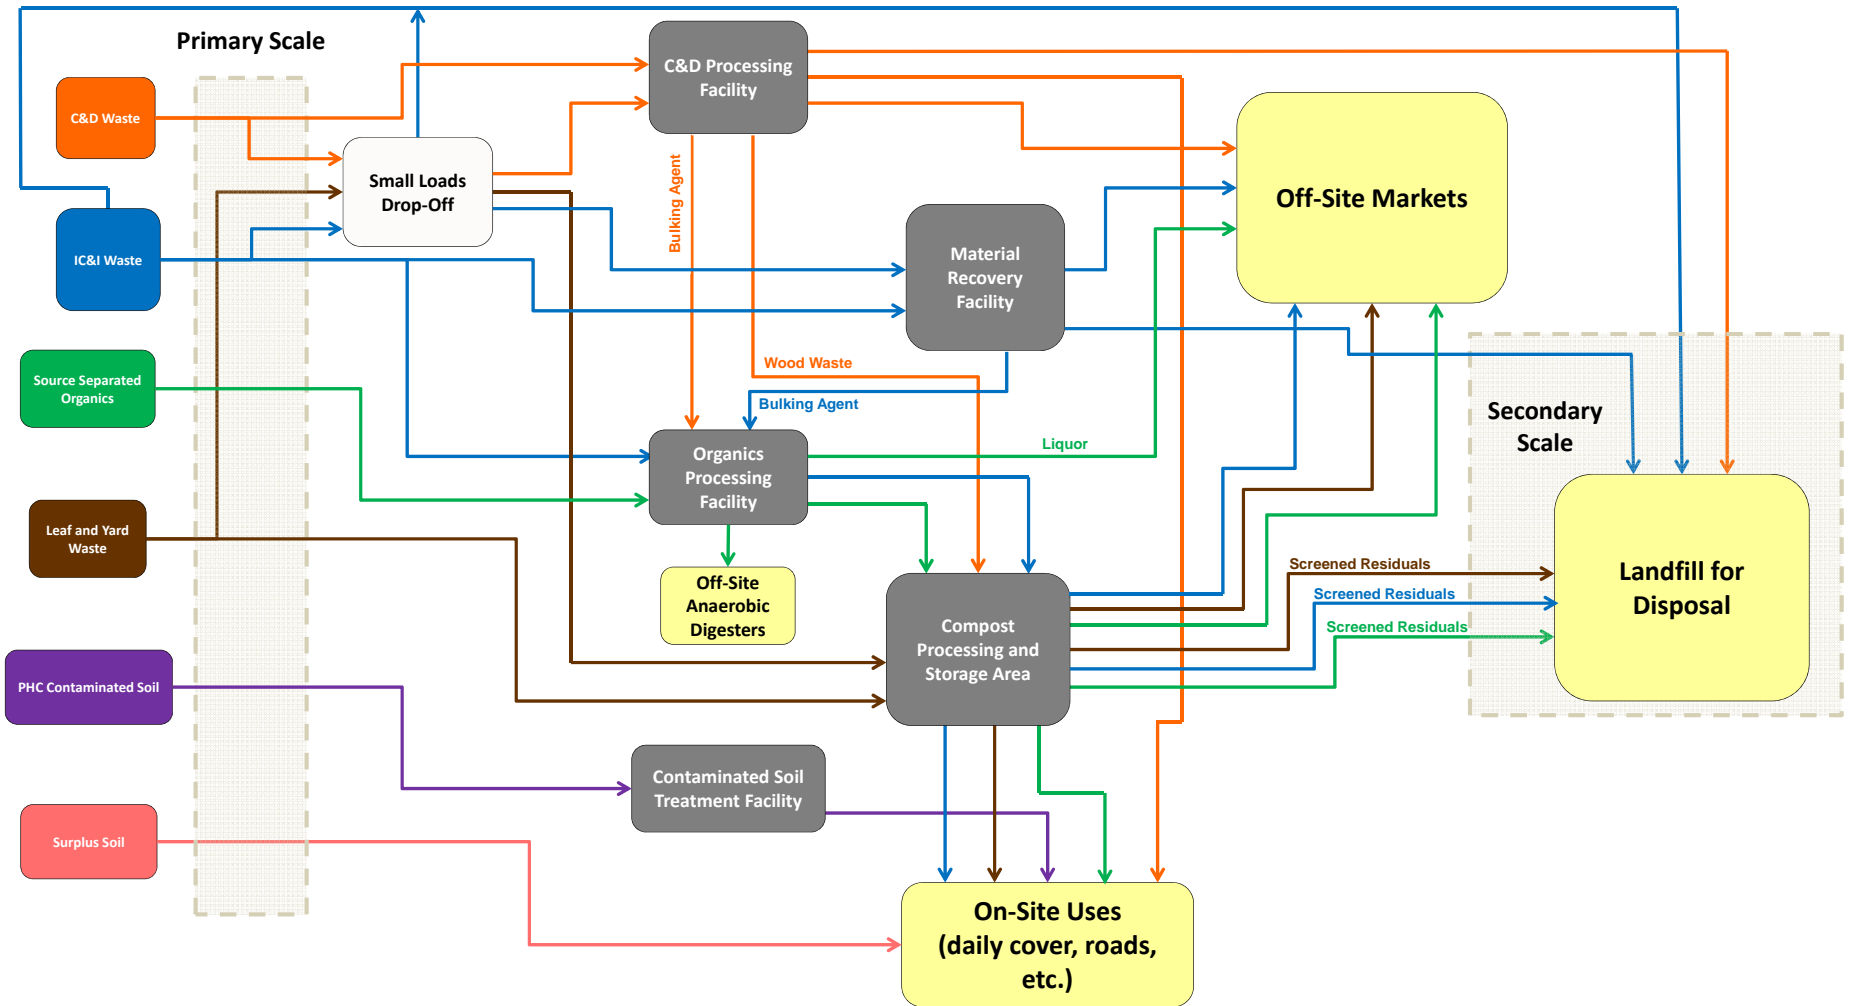 Primary Scale
C&D Waste
IC&I Waste
Source Separated
Organics
Leaf and Yard
Waste
PHC Contaminated Soil
Surplus Soil
Small Loads
Drop-Off
C&D Processing
Facility
Bulking Agent
Wood Waste
Material
Recovery
Facility
Bulking Agent
Organics
Processing
Facility
Liquor
Off-Site
Anaerobic
Digesters
Compost
Processing and
Storage Area
Contaminated Soil
Treatment Facility
Off-Site Markets
Secondary
Scale
Screened Residuals
Screened Residuals
Screened Residuals
Landfill for
Disposal
On-Site Uses
(daily cover, roads,
etc.)